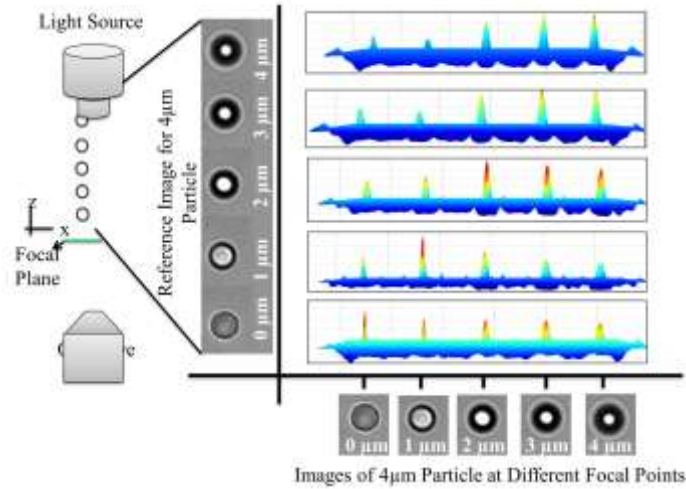 Light Source
z
x
Focal
Plane
Reference Image for 4µm
Particle
4 µm
3 µm
2 µm
1 µm
0 µm
0 µm
1 µm
2 µm
3 µm
4 µm
Images of 4µm Particle at Different Focal Points